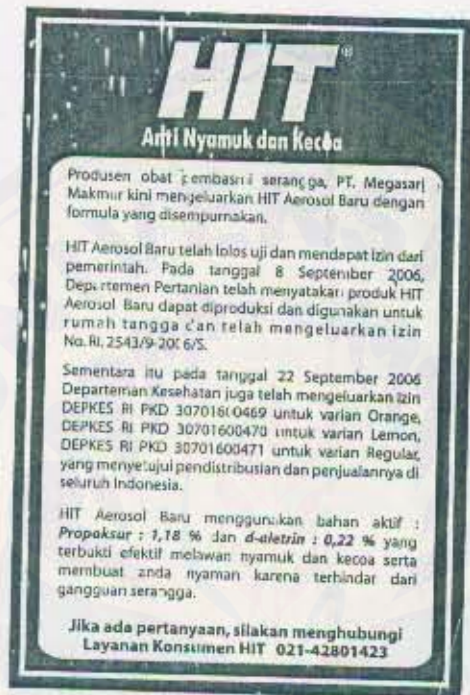 HIT®
Anti Nyamuk dan Kecoa
Produsen obat pembasmi serangga, PT. Megasari
Makmur kini mengeluarkan HIT Aerosol Baru dengan
formula yang disempurnakan.
HIT Aerosol Baru telah lolos uji dan mendapat izin dari
pemerintah. Pada tanggal 8 September 2006,
Departemen Pertanian telah menyatakan produk HIT
Aerosol Baru dapat diproduksi dan digunakan untuk
rumah tangga dan telah mengeluarkan izin
No. RI. 2543/9-2006/S.
Sementara itu pada tanggal 22 September 2006
Departeman Kesehatan juga telah mengeluarkan izin
DEPKES RI PKD 30701600469 untuk varian Orange,
DEPKES RI PKD 30701600470 untuk varian Lemon,
DEPKES RI PKD 30701600471 untuk varian Regular,
yang menyetujui pendistribusian dan penjualannya di
seluruh Indonesia.
HIT Aerosol Baru menggunakan bahan aktif :
Propoksur : 1,18 % dan d-aletrin : 0,22 % yang
terbukti efektif melawan nyamuk dan kecoa serta
membuat anda nyaman karena terhindar dari
gangguan serangga.
Jika ada pertanyaan, silakan menghubungi
Layanan Konsumen HIT 021-42801423